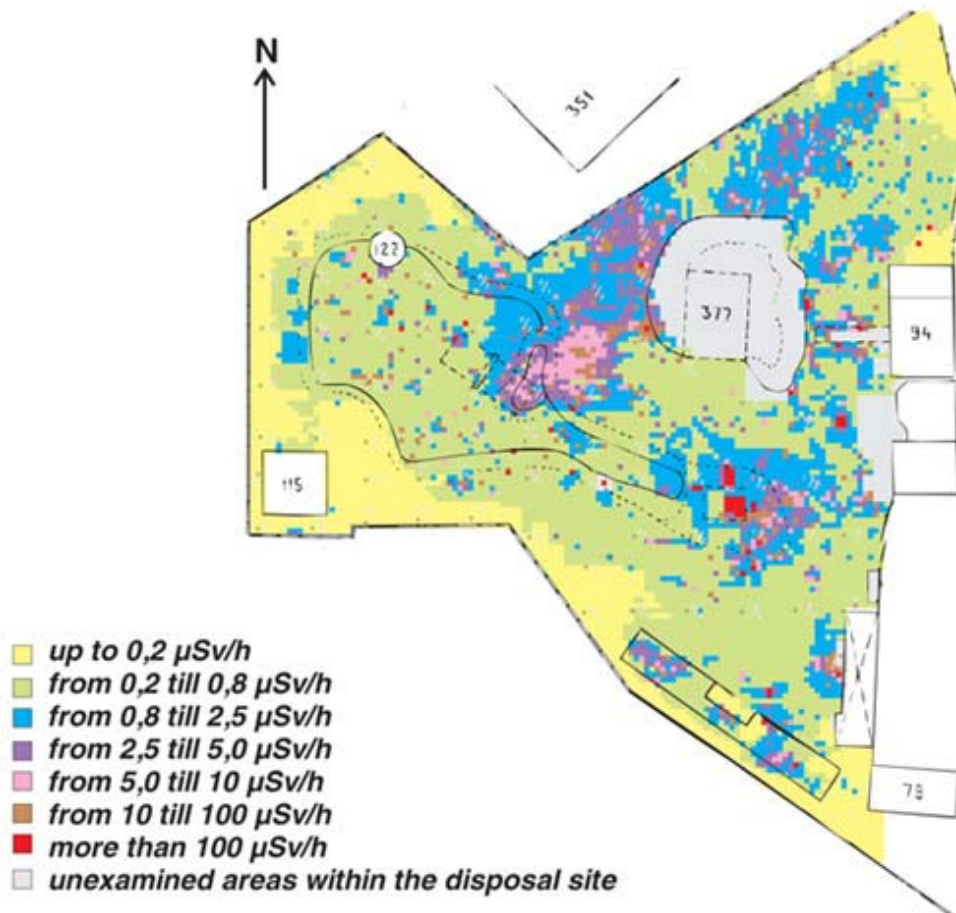 N
351
122
377
94
115
up to 0,2 µSv/h
from 0,2 till 0,8 µSv/h
from 0,8 till 2,5 µSv/h
from 2,5 till 5,0 µSv/h
from 5,0 till 10 µSv/h
from 10 till 100 µSv/h
more than 100 µSv/h
unexamined areas within the disposal site